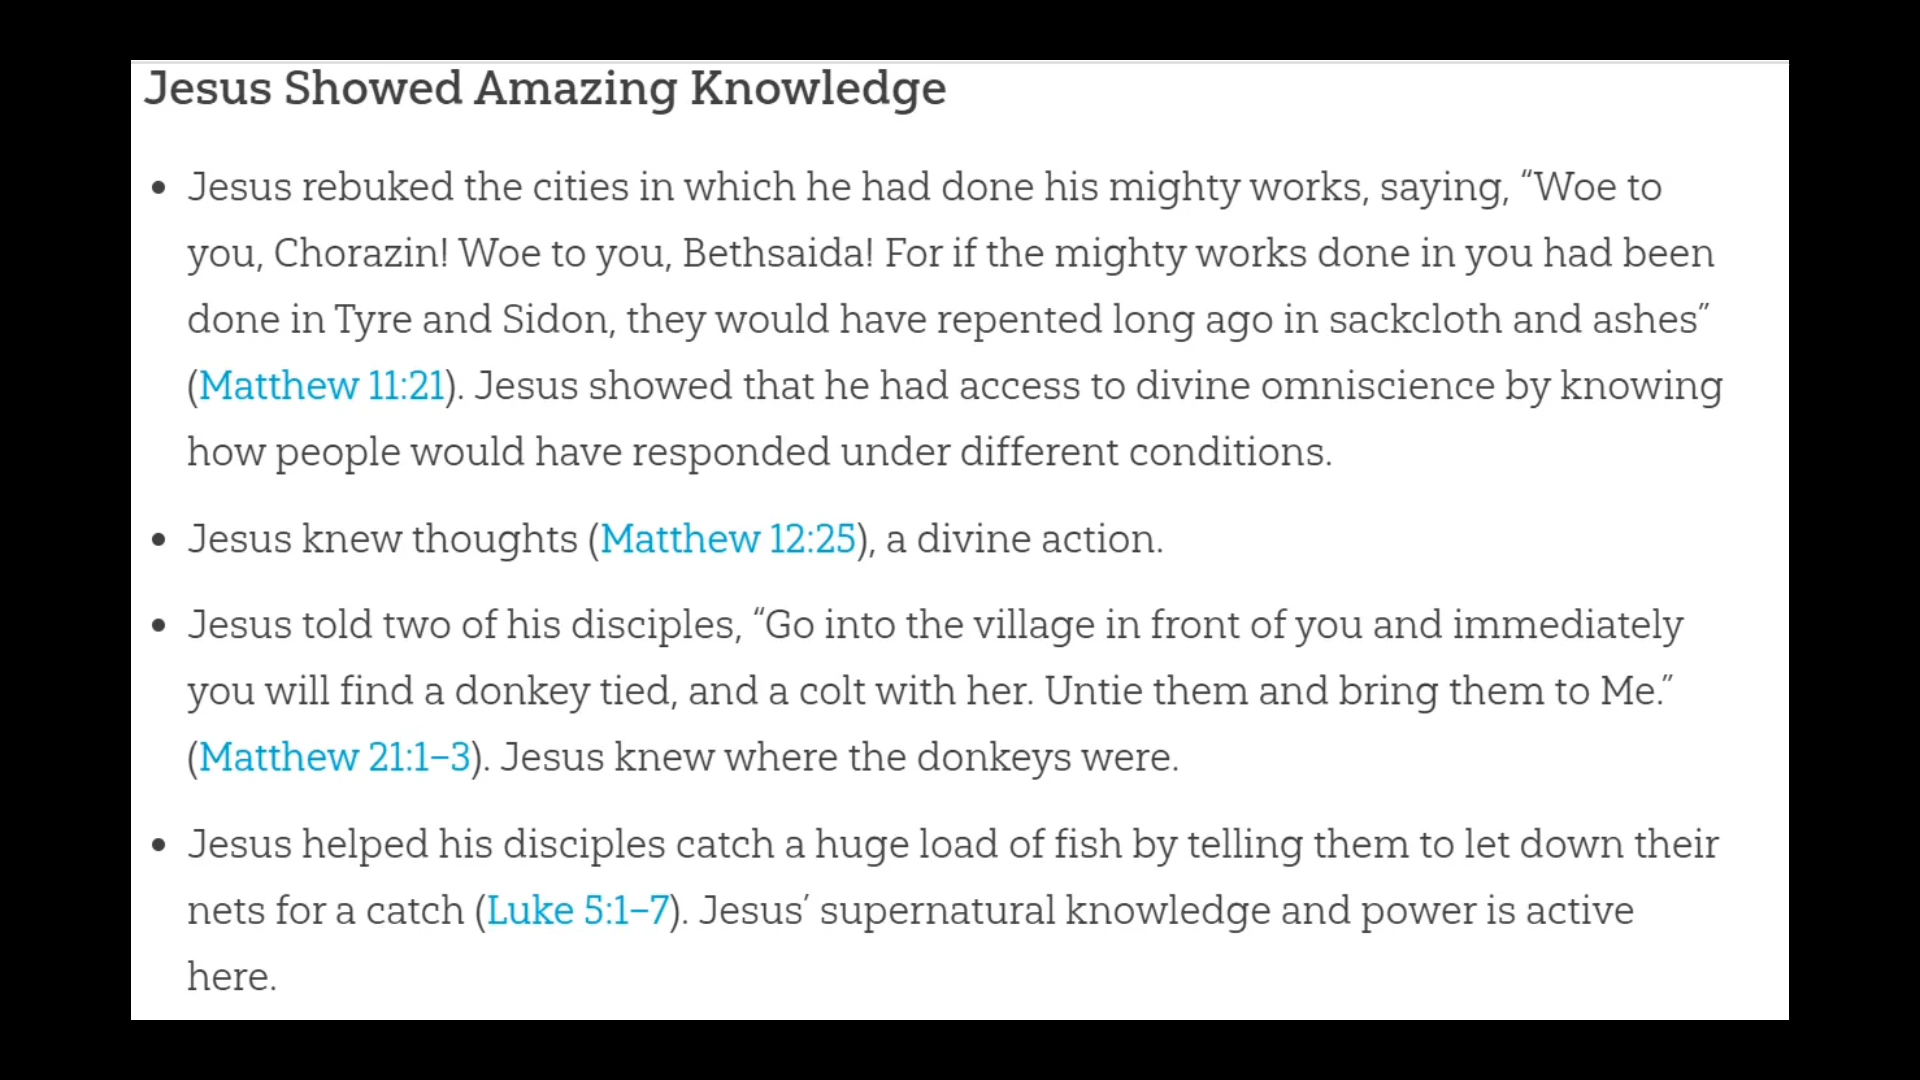 Jesus Showed Amazing Knowledge
• Jesus rebuked the cities in which he had done his mighty works, saying, “Woe to
you, Chorazin! Woe to you, Bethsaida! For if the mighty works done in you had been
done in Tyre and Sidon, they would have repented long ago in sackcloth and ashes”
(Matthew 11:21). Jesus showed that he had access to divine omniscience by knowing
how people would have responded under different conditions.
• Jesus knew thoughts (Matthew 12:25), a divine action.
• Jesus told two of his disciples, “Go into the village in front of you and immediately
you will find a donkey tied, and a colt with her. Untie them and bring them to Me.”
(Matthew 21:1–3). Jesus knew where the donkeys were.
• Jesus helped his disciples catch a huge load of fish by telling them to let down their
nets for a catch (Luke 5:1–7). Jesus’ supernatural knowledge and power is active
here.